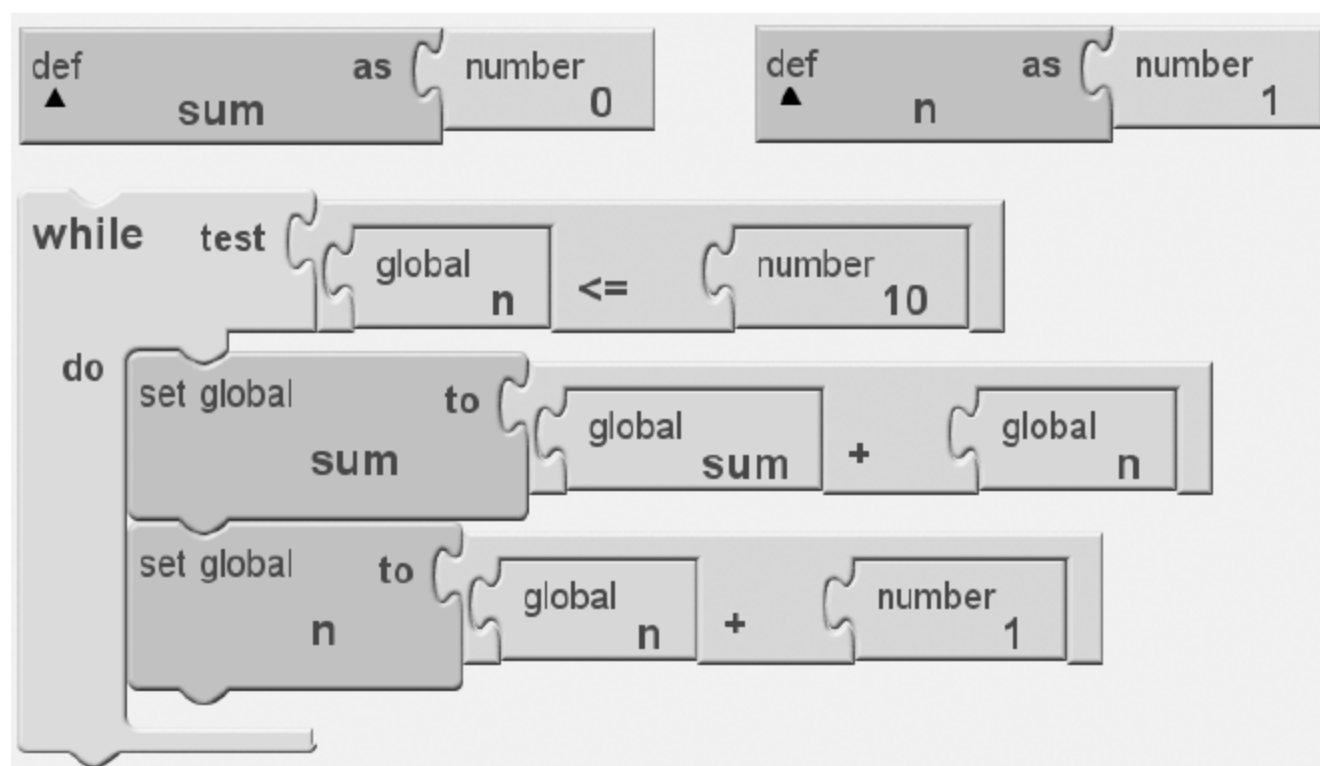 def sum as number 0
def n as number 1
while test global n <= number 10
do set global sum to global sum + global n
set global n to global n + number 1